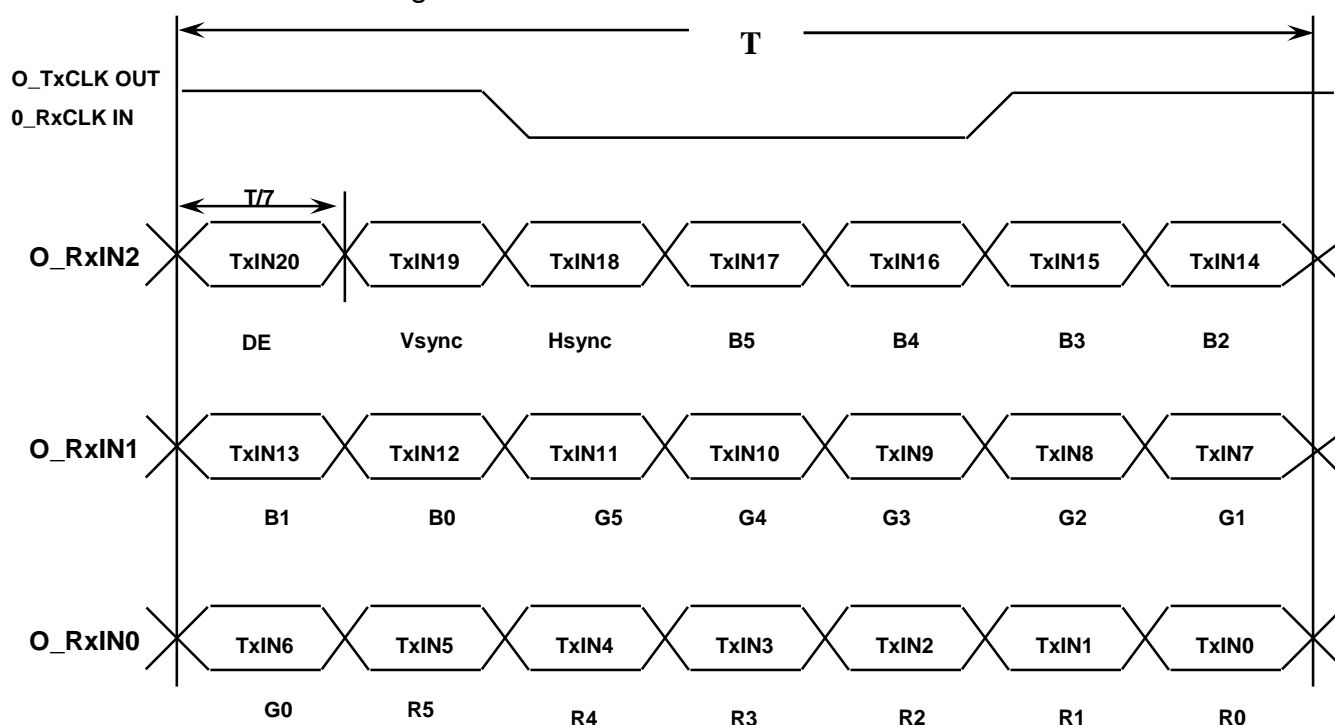 T
O_TxCLK OUT
0_RxCLK IN
T/7
O_RxIN2 TxIN20 TxIN19 TxIN18 TxIN17 TxIN16 TxIN15 TxIN14
DE Vsync Hsync B5 B4 B3 B2
O_RxIN1 TxIN13 TxIN12 TxIN11 TxIN10 TxIN9 TxIN8 TxIN7
B1 B0 G5 G4 G3 G2 G1
O_RxIN0 TxIN6 TxIN5 TxIN4 TxIN3 TxIN2 TxIN1 TxIN0
G0 R5 R4 R3 R2 R1 R0